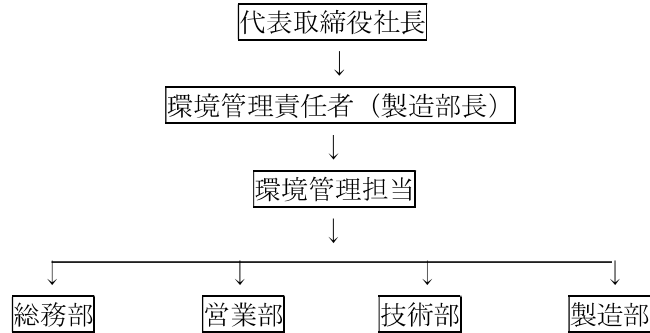 代表取締役社長
↓
環境管理責任者（製造部長）
↓
環境管理担当
↓
総務部 営業部 技術部 製造部